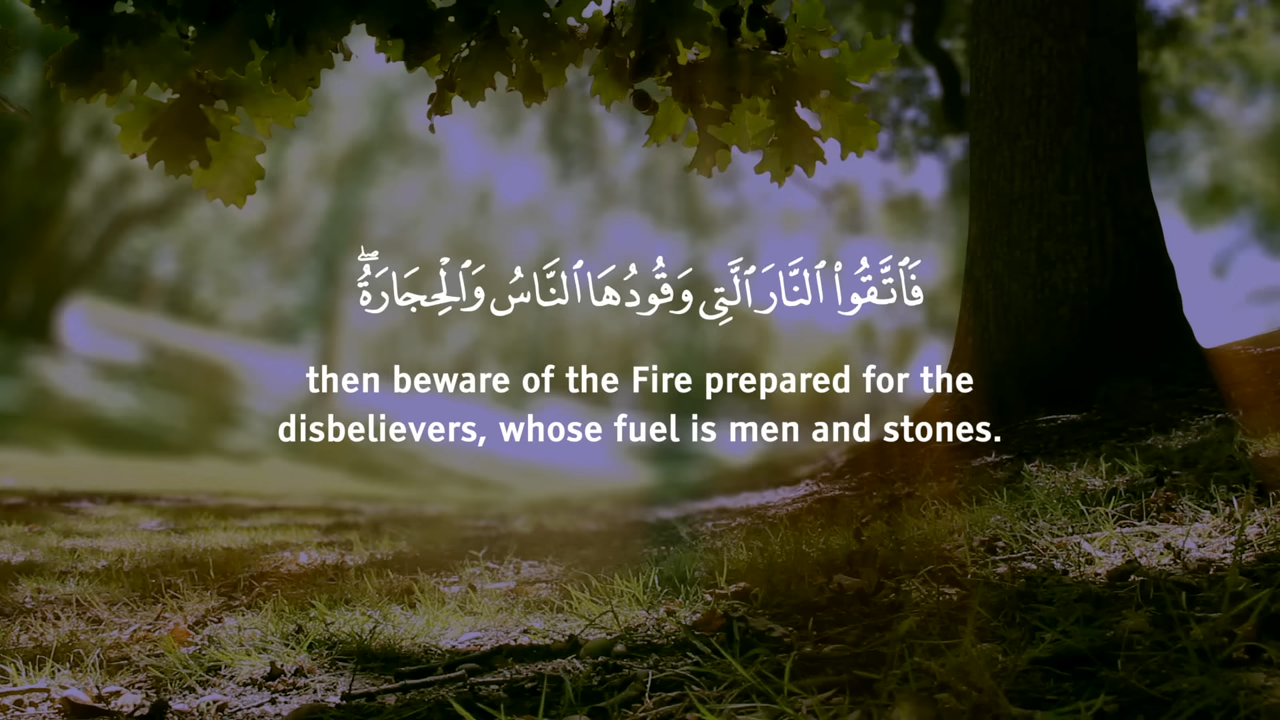 فَٱتَّقُوا۟ ٱلنَّارَ ٱلَّتِى وَقُودُهَا ٱلنَّاسُ وَٱلْحِجَارَةُ ۖ
then beware of the Fire prepared for the
disbelievers, whose fuel is men and stones.